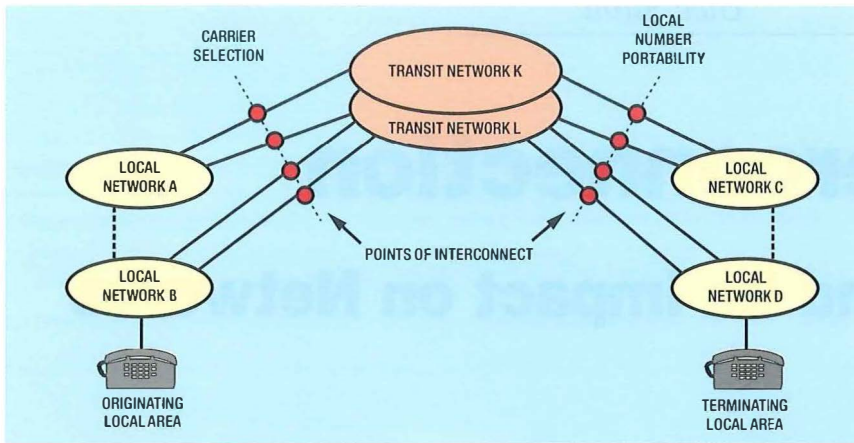 CARRIER
SELECTION
LOCAL
NUMBER
PORTABILITY
TRANSIT NETWORK K
TRANSIT NETWORK L
LOCAL
NETWORK A
LOCAL
NETWORK C
POINTS OF INTERCONNECT
LOCAL
NETWORK B
LOCAL
NETWORK D
ORIGINATING
LOCAL AREA
TERMINATING
LOCAL AREA